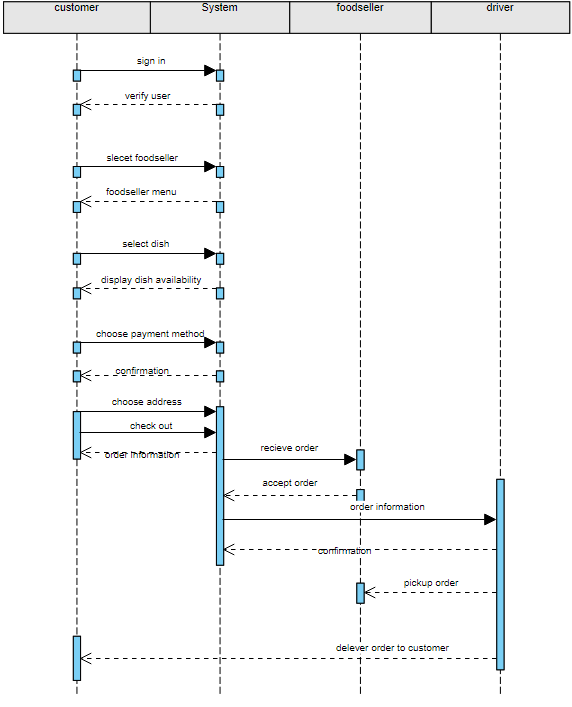 customer
System
foodseller
driver
sign in
verify user
slecet foodseller
foodseller menu
select dish
display dish availability
choose payment method
confirmation
choose address
check out
order information
recieve order
accept order
order information
confirmation
pickup order
delever order to customer